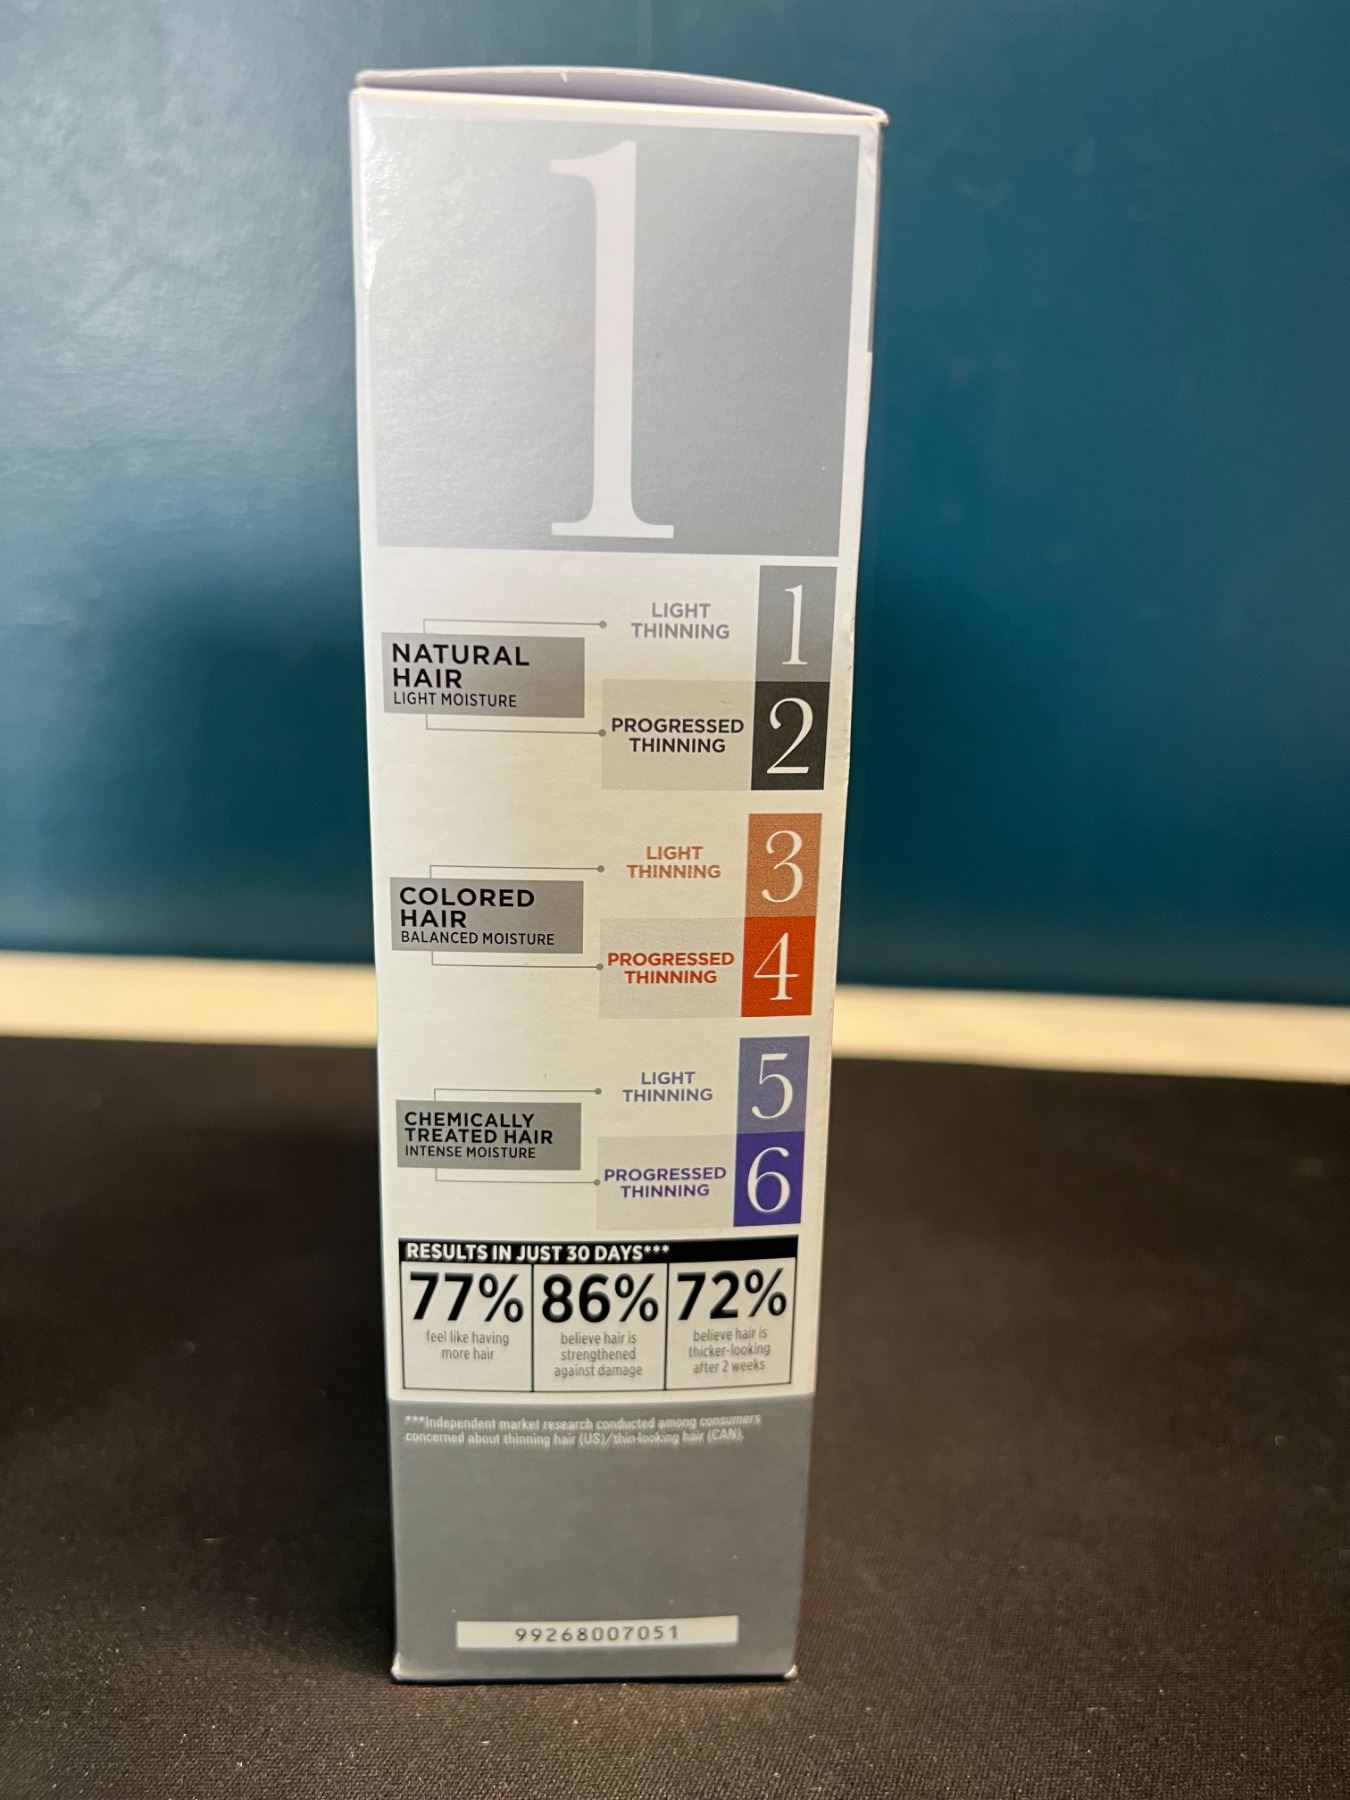 1
LIGHT
THINNING
1
NATURAL
HAIR
LIGHT MOISTURE
PROGRESSED
THINNING
2
LIGHT
THINNING
3
COLORED
HAIR
BALANCED MOISTURE
PROGRESSED
THINNING
4
LIGHT
THINNING
5
CHEMICALLY
TREATED HAIR
INTENSE MOISTURE
PROGRESSED
THINNING
6
RESULTS IN JUST 30 DAYS***
77%
feel like having
more hair
86%
believe hair is
strengthened
against damage
72%
believe hair is
thicker-looking
after 2 weeks
***Independent market research conducted among consumers
concerned about thinning hair (US)/thin-looking hair (CAN).
99268007051